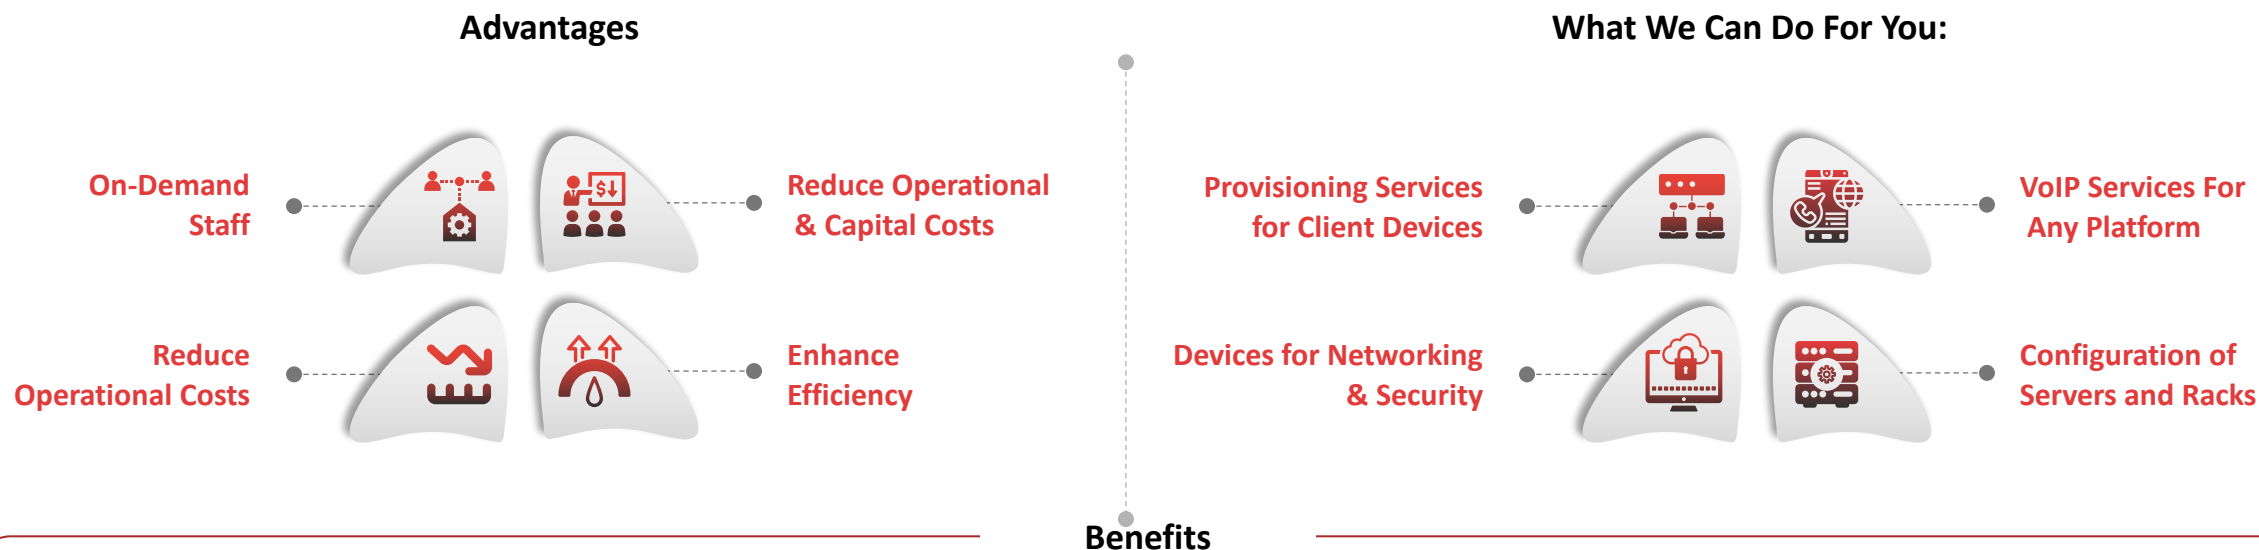 Advantages
On-Demand
Staff
Reduce Operational
& Capital Costs
Reduce
Operational Costs
Enhance
Efficiency
What We Can Do For You:
Provisioning Services
for Client Devices
VoIP Services For
Any Platform
Devices for Networking
& Security
Configuration of
Servers and Racks
Benefits